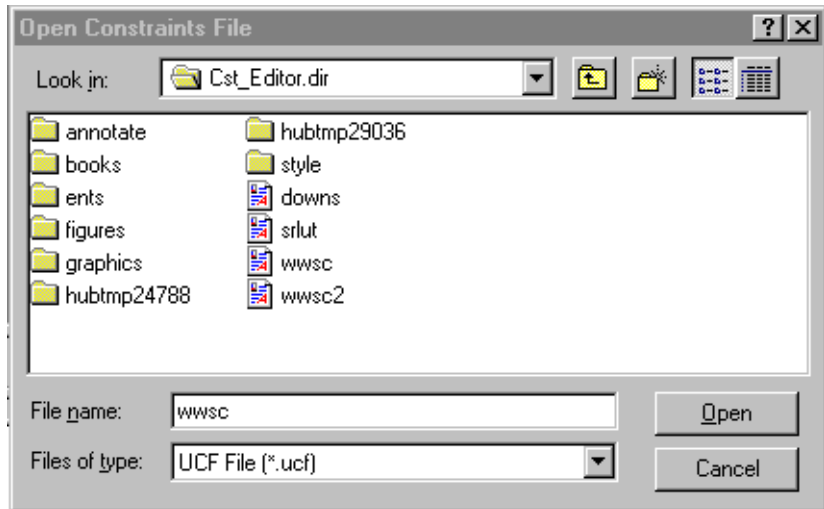 Open Constraints File
Look in: Cst_Editor.dir
annotate hubtmp29036
books style
ents downs
figures srlut
graphics wwsc
hubtmp24788 wwsc2
File name: wwsc Open
Files of type: UCF File (*.ucf) Cancel